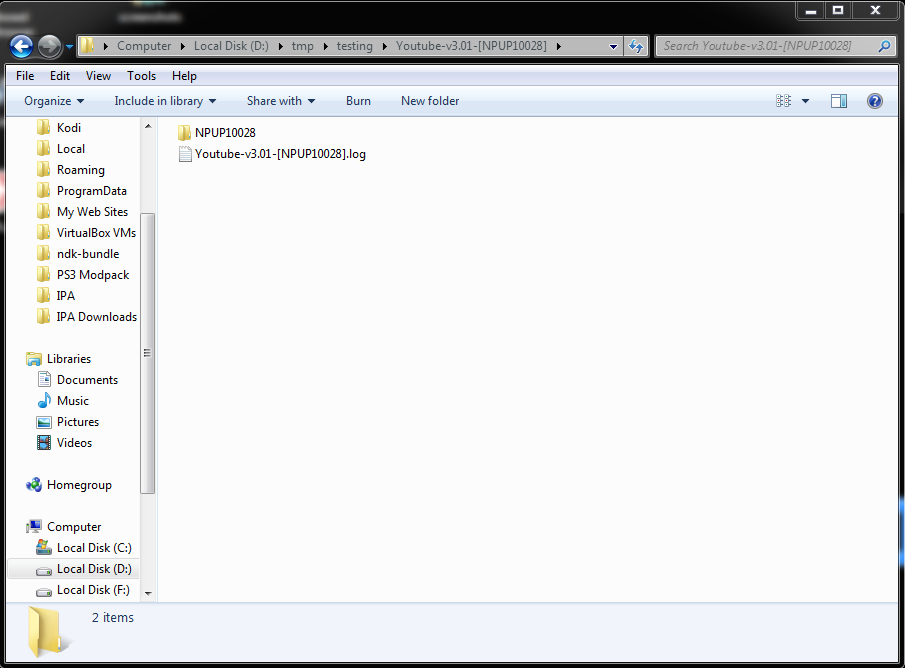 screenshots
Computer Local Disk (D:) tmp testing Youtube-v3.01-[NPUP10028] Search Youtube-v3.01-[NPUP10028]
File Edit View Tools Help
Organize Include in library Share with Burn New folder
Kodi
Local
Roaming
ProgramData
My Web Sites
VirtualBox VMs
ndk-bundle
PS3 Modpack
IPA
IPA Downloads
Libraries
Documents
Music
Pictures
Videos
Homegroup
Computer
Local Disk (C:)
Local Disk (D:)
Local Disk (F:)
NPUP10028
Youtube-v3.01-[NPUP10028].log
2 items